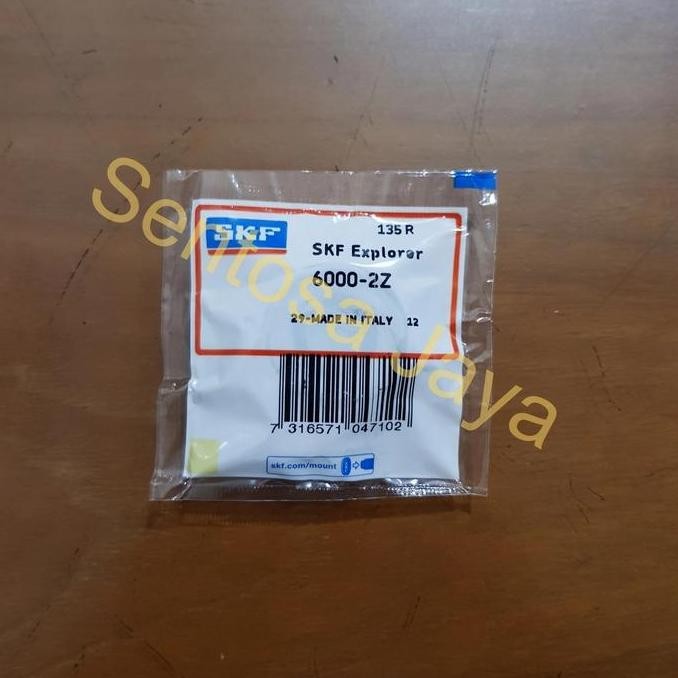 SKF
135 R
SKF Explorer
6000-2Z
29-MADE IN ITALY 12
7 316571 047102
skf.com/mount
Sentosa Jaya